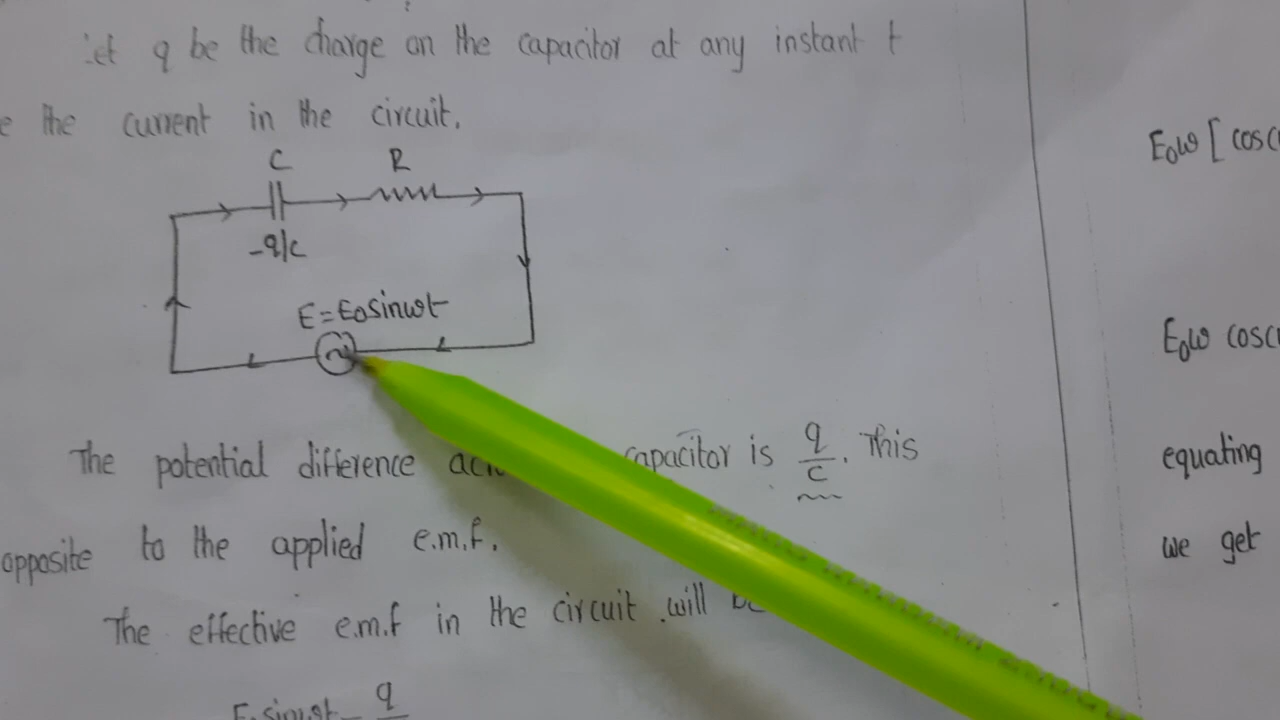 Let q be the charge on the capacitor at any instant t
the current in the circuit.
C
R
-q/c
E=E0sinωt
The potential difference capacitor is q/c. This
opposite to the applied e.m.f.
The effective e.m.f in the circuit will
E0ω [cos
E0ω cos
equating
we get